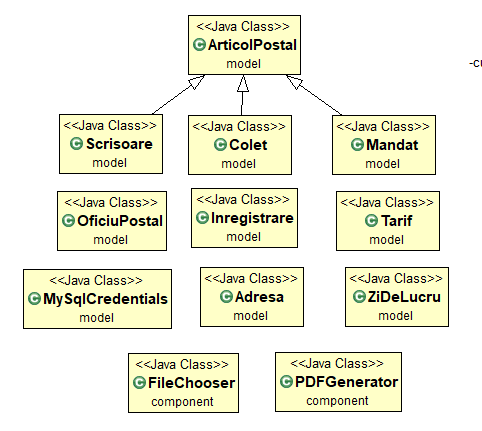 <<Java Class>>
ArticolPostal
model
-cu
<<Java Class>>
Scrisoare
model
<<Java Class>>
Colet
model
<<Java Class>>
Mandat
model
<<Java Class>>
OficiuPostal
model
<<Java Class>>
Inregistrare
model
<<Java Class>>
Tarif
model
<<Java Class>>
MySqlCredentials
model
<<Java Class>>
Adresa
model
<<Java Class>>
ZiDeLucru
model
<<Java Class>>
FileChooser
component
<<Java Class>>
PDFGenerator
component